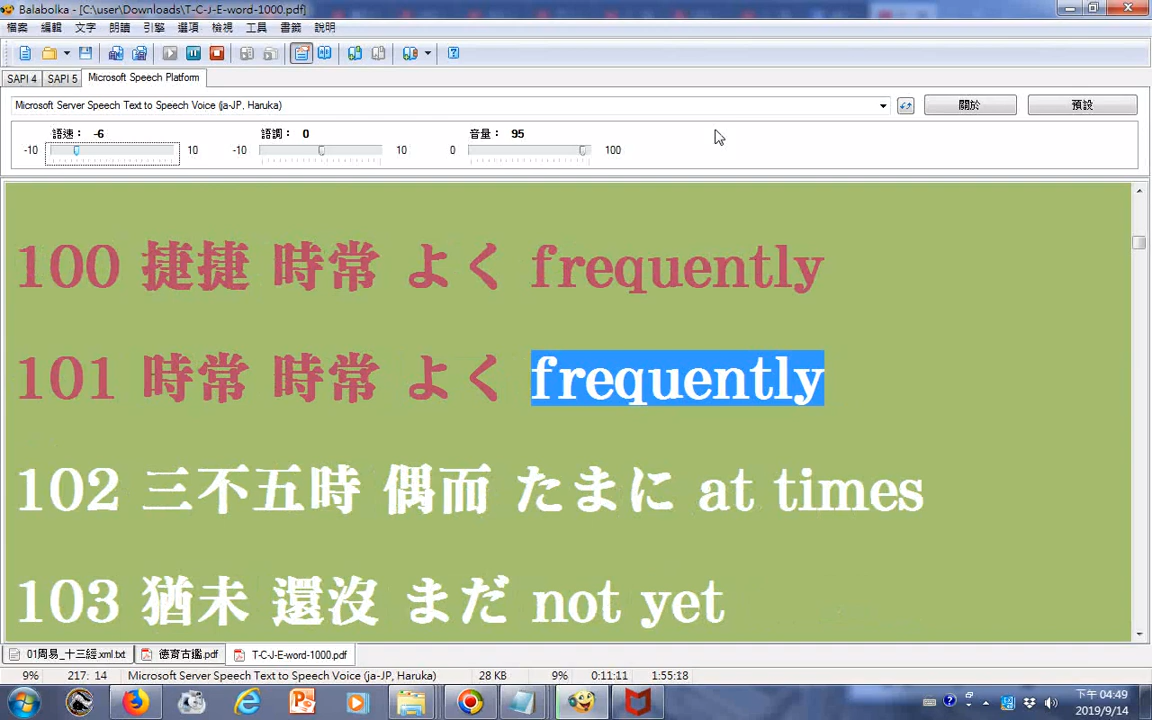 Balabolka - [C:\user\Downloads\T-C-J-E-word-1000.pdf]
檔案 編輯 文字 朗讀 引擎 選項 檢視 工具 書籤 說明
SAPI 4 SAPI 5 Microsoft Speech Platform
Microsoft Server Speech Text to Speech Voice (ja-JP, Haruka) 關於 預設
語速： -6 語調： 0 音量： 95
-10 10 -10 10 0 100
100 捷捷 時常 よく frequently
101 時常 時常 よく frequently
102 三不五時 偶而 たまに at times
103 猶未 還沒 まだ not yet
01周易_十三經.xml.txt 德育古鑑.pdf T-C-J-E-word-1000.pdf
9% 217: 14 Microsoft Server Speech Text to Speech Voice (ja-JP, Haruka) 28 KB 9% 0:11:11 1:55:18
下午 04:49
2019/9/14